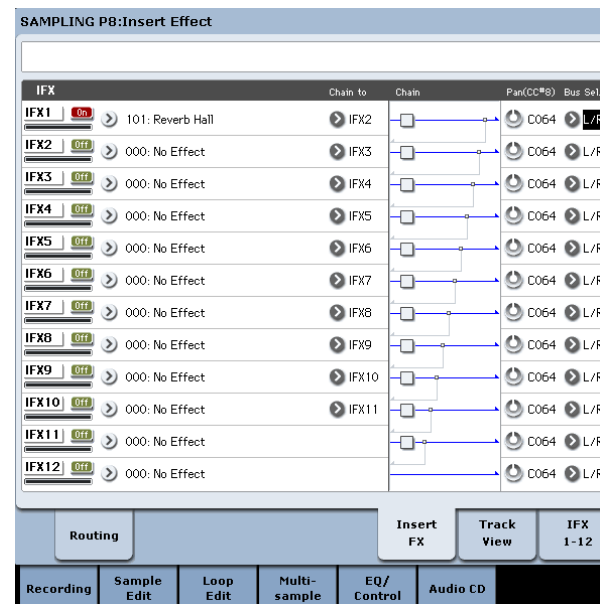 SAMPLING P8:Insert Effect
IFX Chain to Chain Pan(CC#8) Bus Sel.
IFX1 On 101: Reverb Hall IFX2 C064 L/R
IFX2 Off 000: No Effect IFX3 C064 L/R
IFX3 Off 000: No Effect IFX4 C064 L/R
IFX4 Off 000: No Effect IFX5 C064 L/R
IFX5 Off 000: No Effect IFX6 C064 L/R
IFX6 Off 000: No Effect IFX7 C064 L/R
IFX7 Off 000: No Effect IFX8 C064 L/R
IFX8 Off 000: No Effect IFX9 C064 L/R
IFX9 Off 000: No Effect IFX10 C064 L/R
IFX10 Off 000: No Effect IFX11 C064 L/R
IFX11 Off 000: No Effect C064 L/R
IFX12 Off 000: No Effect C064 L/R
Routing
Insert FX
Track View
IFX 1-12
Recording
Sample Edit
Loop Edit
Multi-sample
EQ/Control
Audio CD